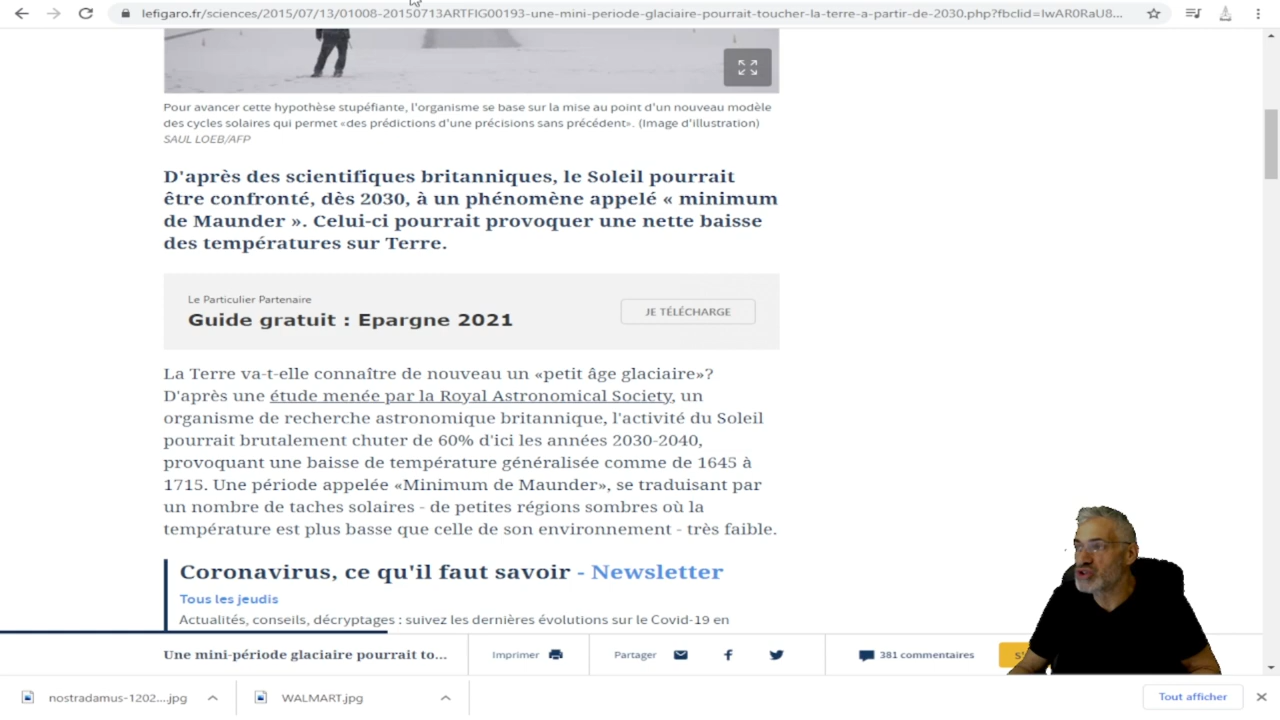 lefigaro.fr/sciences/2015/07/13/01008-20150713ARTFIG00193-une-mini-periode-glaciaire-pourrait-toucher-la-terre-a-partir-de-2030.php?fbclid=IwAR0RaU8...
Pour avancer cette hypothèse stupéfiante, l'organisme se base sur la mise au point d'un nouveau modèle
des cycles solaires qui permet «des prédictions d'une précisions sans précédent». (Image d'illustration)
SAUL LOEB/AFP
D'après des scientifiques britanniques, le Soleil pourrait
être confronté, dès 2030, à un phénomène appelé « minimum
de Maunder ». Celui-ci pourrait provoquer une nette baisse
des températures sur Terre.
Le Particulier Partenaire
Guide gratuit : Epargne 2021
JE TÉLÉCHARGE
La Terre va-t-elle connaître de nouveau un «petit âge glaciaire»?
D'après une étude menée par la Royal Astronomical Society, un
organisme de recherche astronomique britannique, l'activité du Soleil
pourrait brutalement chuter de 60% d'ici les années 2030-2040,
provoquant une baisse de température généralisée comme de 1645 à
1715. Une période appelée «Minimum de Maunder», se traduisant par
un nombre de taches solaires - de petites régions sombres où la
température est plus basse que celle de son environnement - très faible.
Coronavirus, ce qu'il faut savoir - Newsletter
Tous les jeudis
Actualités, conseils, décryptages : suivez les dernières évolutions sur le Covid-19 en
Une mini-période glaciaire pourrait to...
Imprimer
Partager
381 commentaires
S'
nostradamus-1202....jpg
WALMART.jpg
Tout afficher